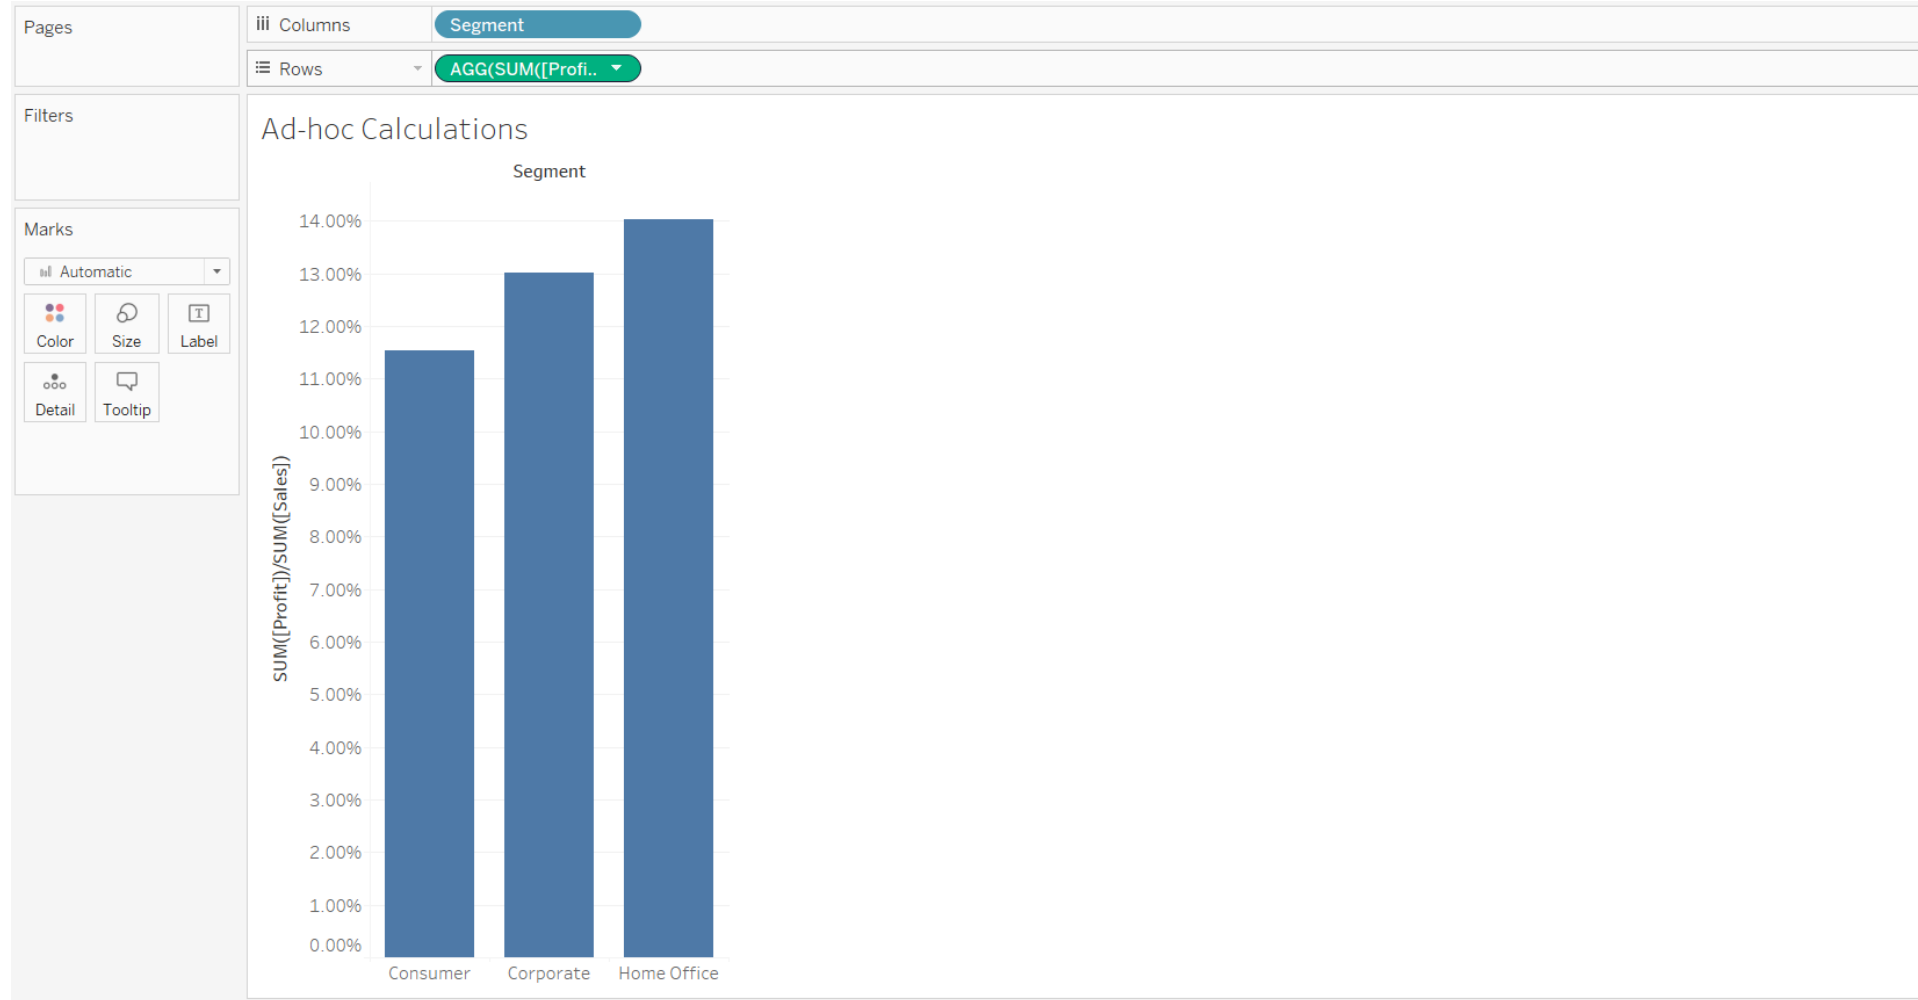 Pages
Columns
Segment
Rows
AGG(SUM([Profi..
Filters
Marks
Automatic
Color
Size
Label
Detail
Tooltip
Ad-hoc Calculations
Segment
SUM([Profit])/SUM([Sales])
14.00%
13.00%
12.00%
11.00%
10.00%
9.00%
8.00%
7.00%
6.00%
5.00%
4.00%
3.00%
2.00%
1.00%
0.00%
Consumer
Corporate
Home Office